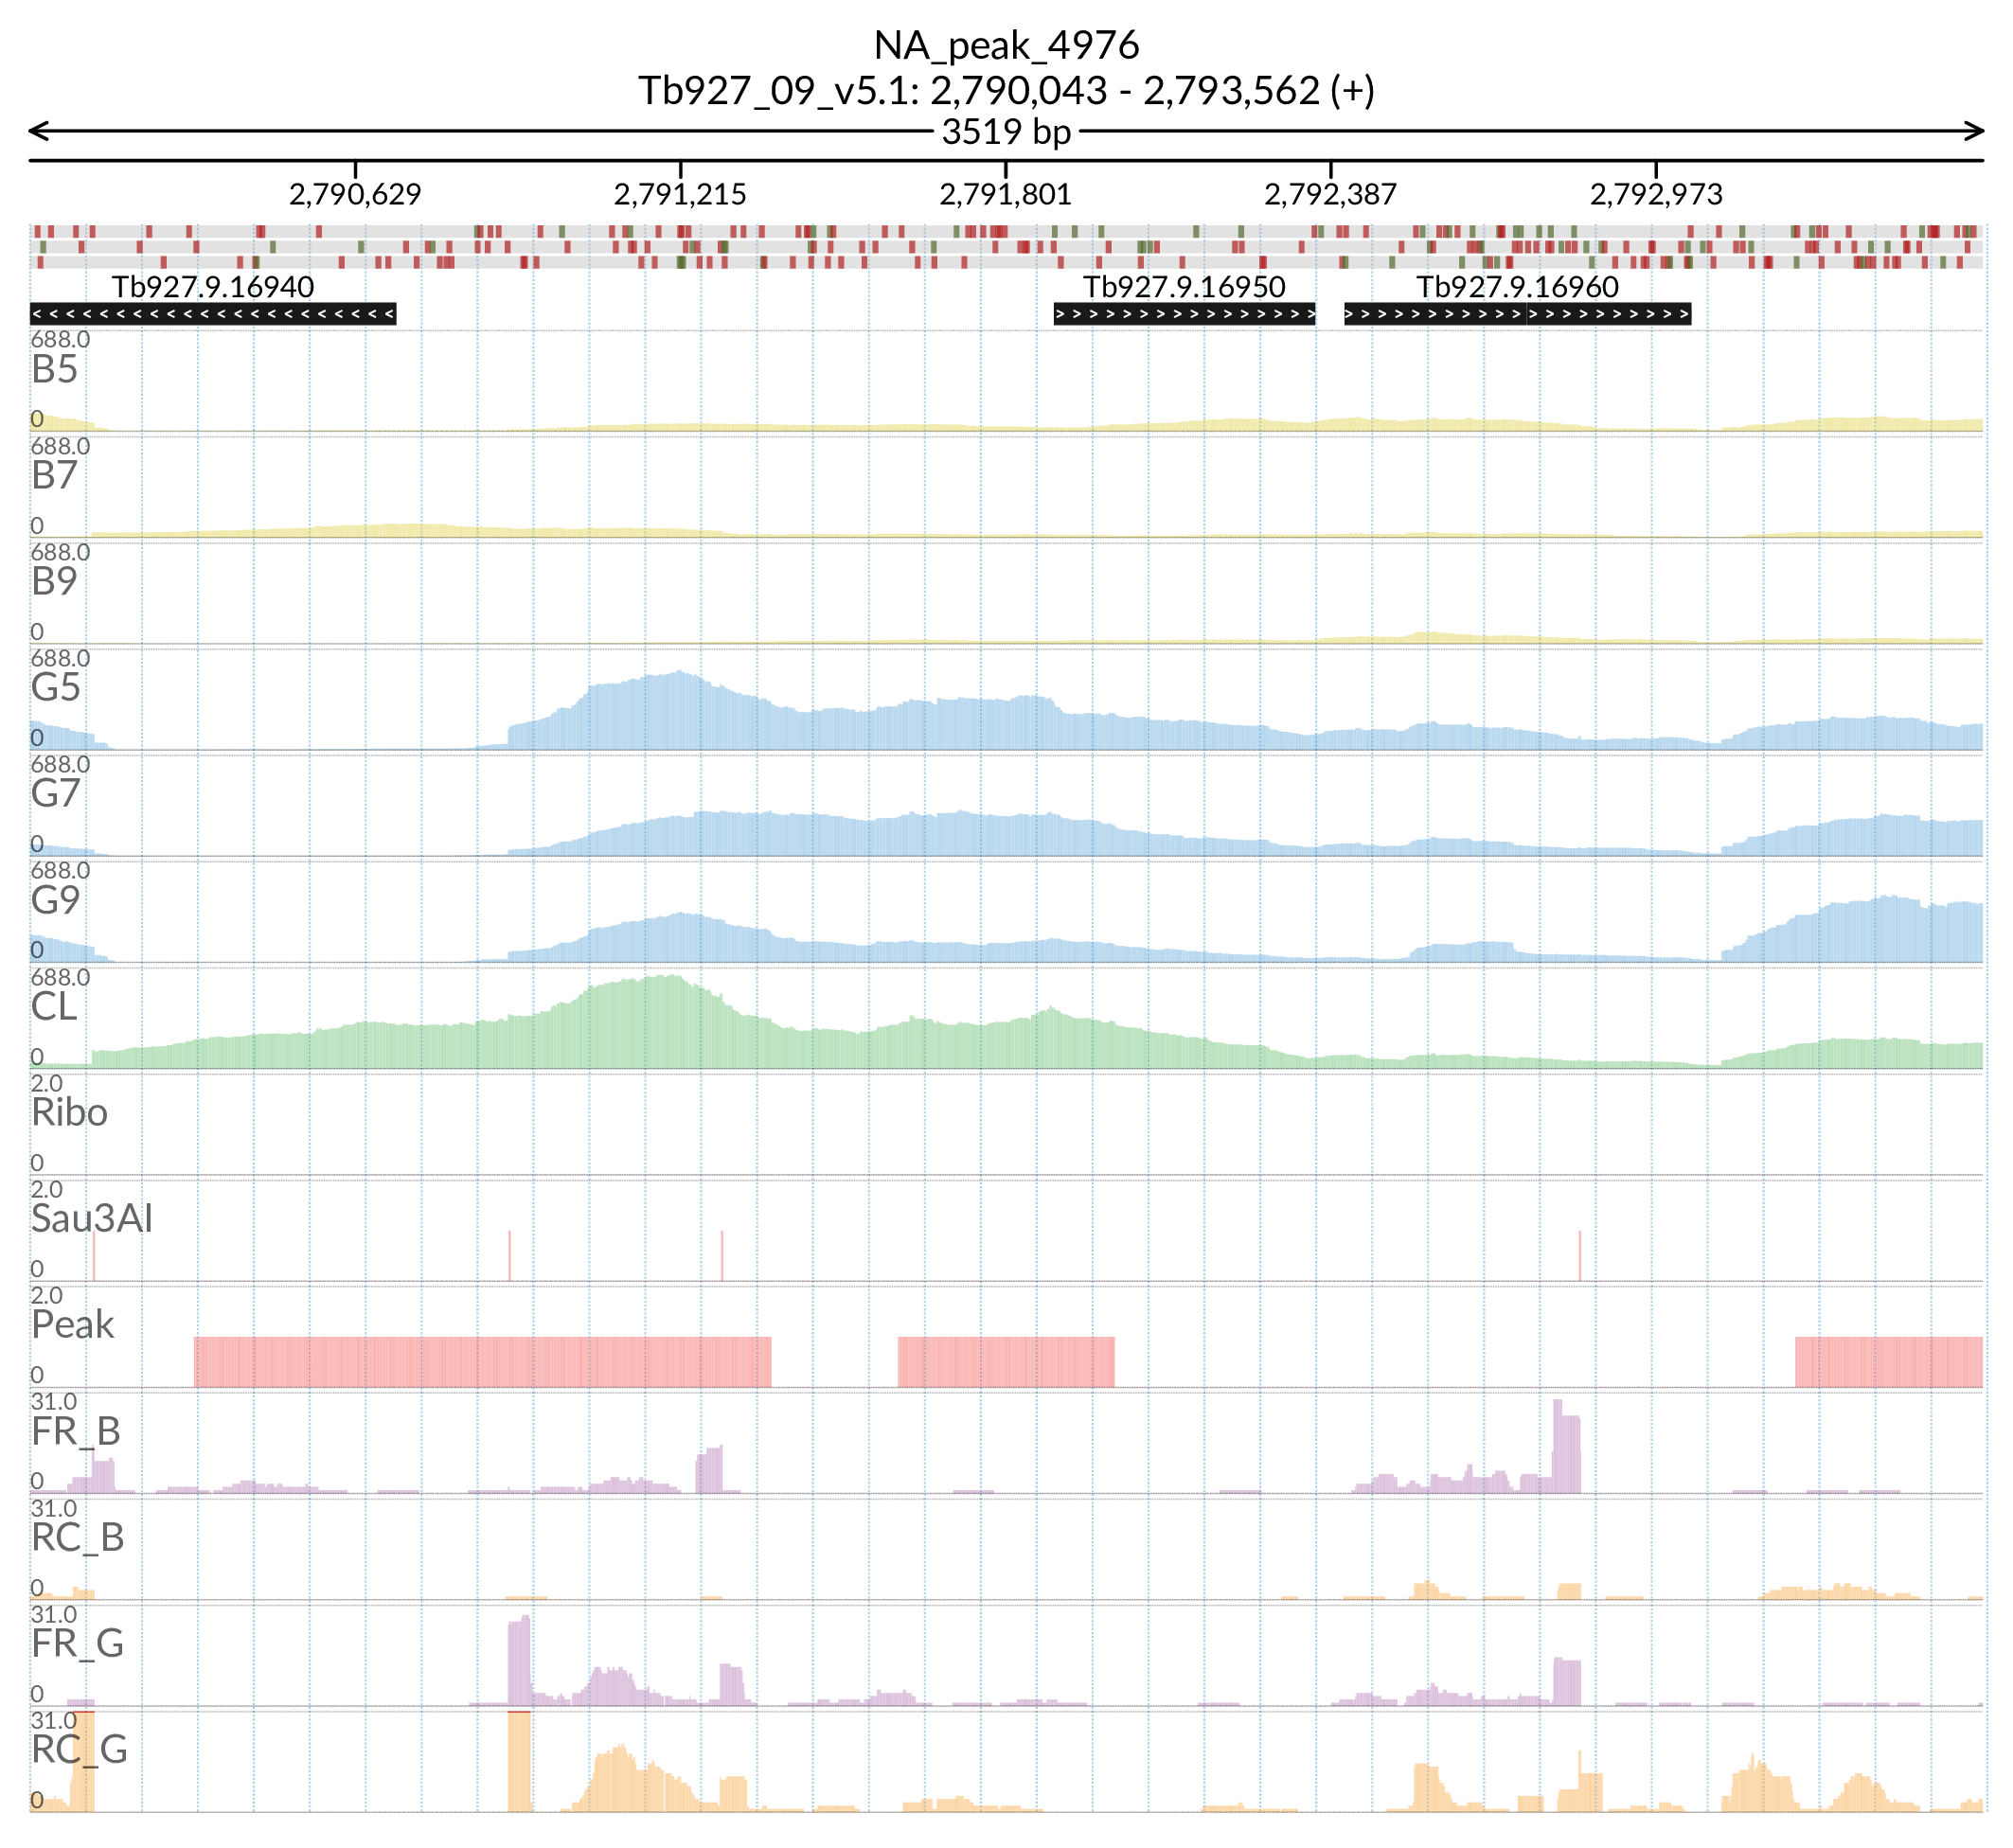 NA_peak_4976
Tb927_09_v5.1: 2,790,043 - 2,793,562 (+)
3519 bp
2,790,629 2,791,215 2,791,801 2,792,387 2,792,973
Tb927.9.16940 Tb927.9.16950 Tb927.9.16960
688.0
B5
0
688.0
B7
0
688.0
B9
0
688.0
G5
0
688.0
G7
0
688.0
G9
0
688.0
CL
0
2.0
Ribo
0
2.0
Sau3AI
0
2.0
Peak
0
31.0
FR_B
0
31.0
RC_B
0
31.0
FR_G
0
31.0
RC_G
0